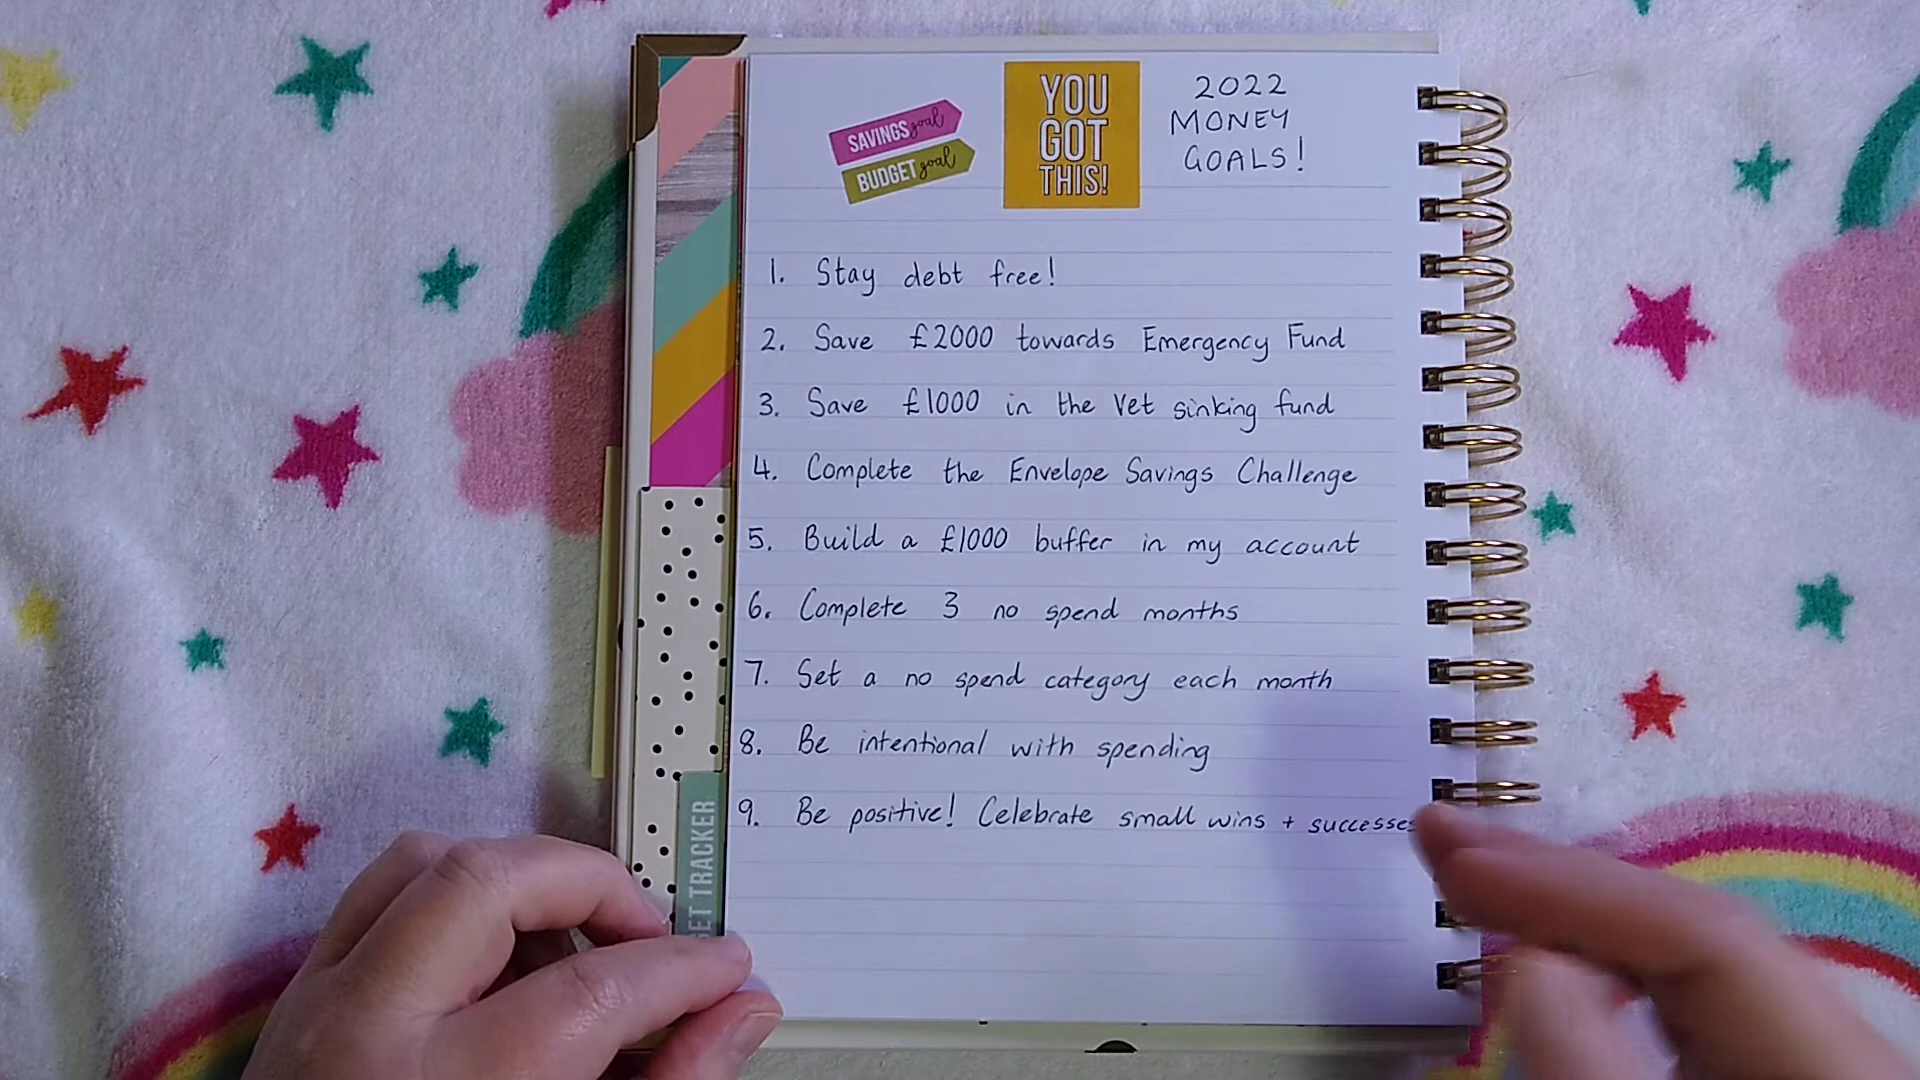 SAVINGS goal
BUDGET goal
YOU
GOT
THIS!
2022
MONEY
GOALS!
1. Stay debt free!
2. Save £2000 towards Emergency Fund
3. Save £1000 in the Vet sinking fund
4. Complete the Envelope Savings Challenge
5. Build a £1000 buffer in my account
6. Complete 3 no spend months
7. Set a no spend category each month
8. Be intentional with spending
9. Be positive! Celebrate small wins + successes
TRACKER